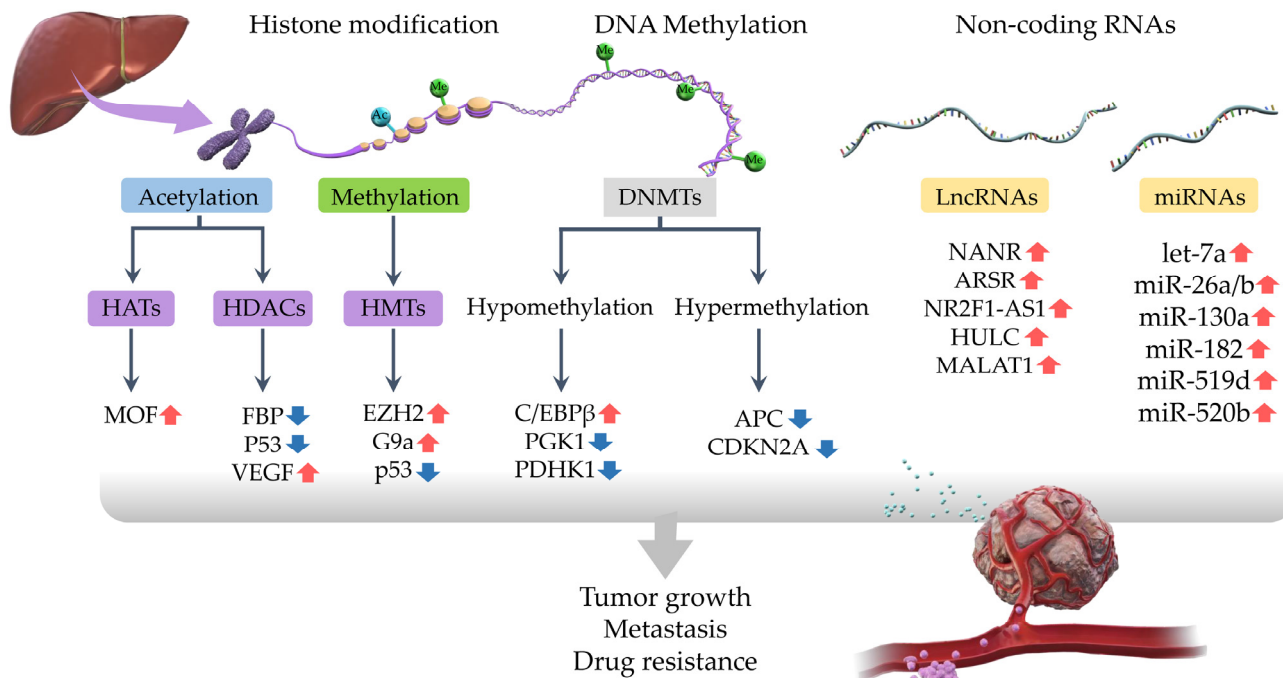 Histone modification
DNA Methylation
Non-coding RNAs
Ac
Me
Me
Me
Me
Acetylation
Methylation
DNMTs
LncRNAs
miRNAs
HATs
HDACs
HMTs
Hypomethylation
Hypermethylation
MOF
FBP
P53
VEGF
EZH2
G9a
p53
C/EBPβ
PGK1
PDHK1
APC
CDKN2A
NANR
ARSR
NR2F1-AS1
HULC
MALAT1
let-7a
miR-26a/b
miR-130a
miR-182
miR-519d
miR-520b
Tumor growth
Metastasis
Drug resistance